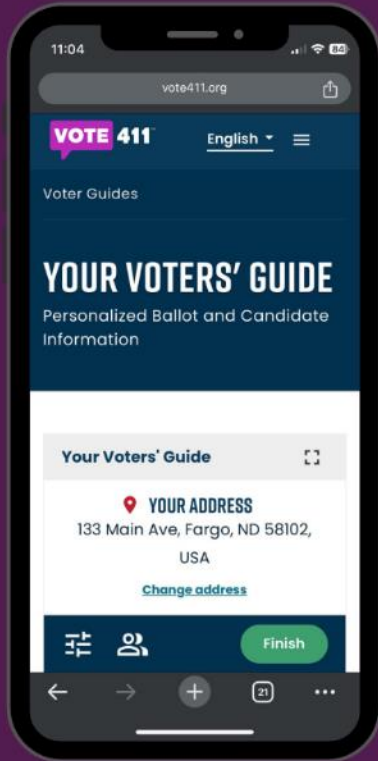 11:04
84
vote411.org
VOTE 411
English
Voter Guides
YOUR VOTERS' GUIDE
Personalized Ballot and Candidate
Information
Your Voters' Guide
YOUR ADDRESS
133 Main Ave, Fargo, ND 58102,
USA
Change address
Finish
21